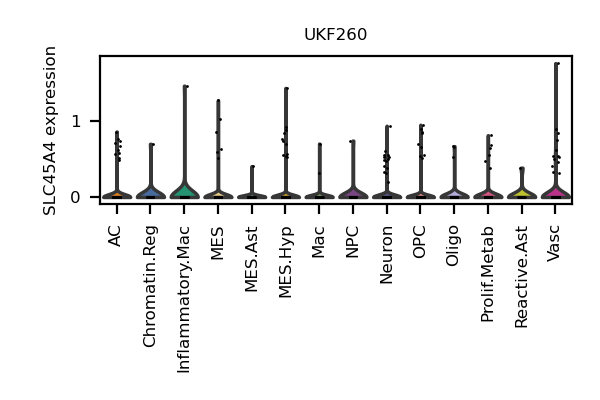 UKF260
SLC45A4 expression
1
0
AC
Chromatin.Reg
Inflammatory.Mac
MES
MES.Ast
MES.Hyp
Mac
NPC
Neuron
OPC
Oligo
Prolif.Metab
Reactive.Ast
Vasc